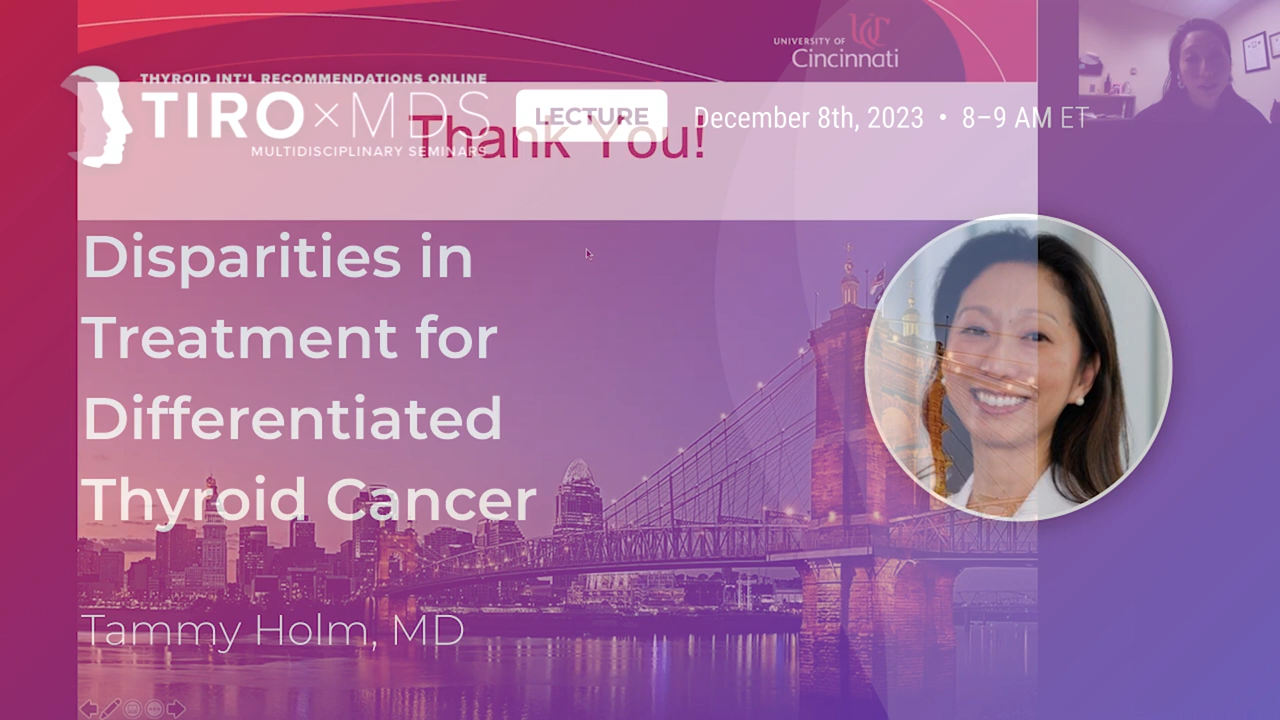 UNIVERSITY OF
Cincinnati
THYROID INT'L RECOMMENDATIONS ONLINE
TIRO×MDS
MULTIDISCIPLINARY SEMINARS
LECTURE
December 8th, 2023 • 8–9 AM ET
Thank You!
Disparities in
Treatment for
Differentiated
Thyroid Cancer
Tammy Holm, MD